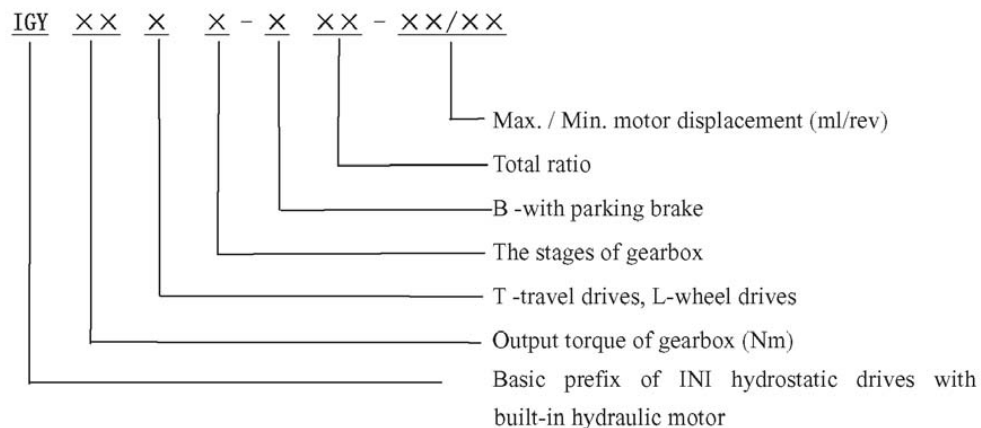 IGY ×× × × - × ×× - ××/××
Max. / Min. motor displacement (ml/rev)
Total ratio
B -with parking brake
The stages of gearbox
T -travel drives, L-wheel drives
Output torque of gearbox (Nm)
Basic prefix of INI hydrostatic drives with
built-in hydraulic motor